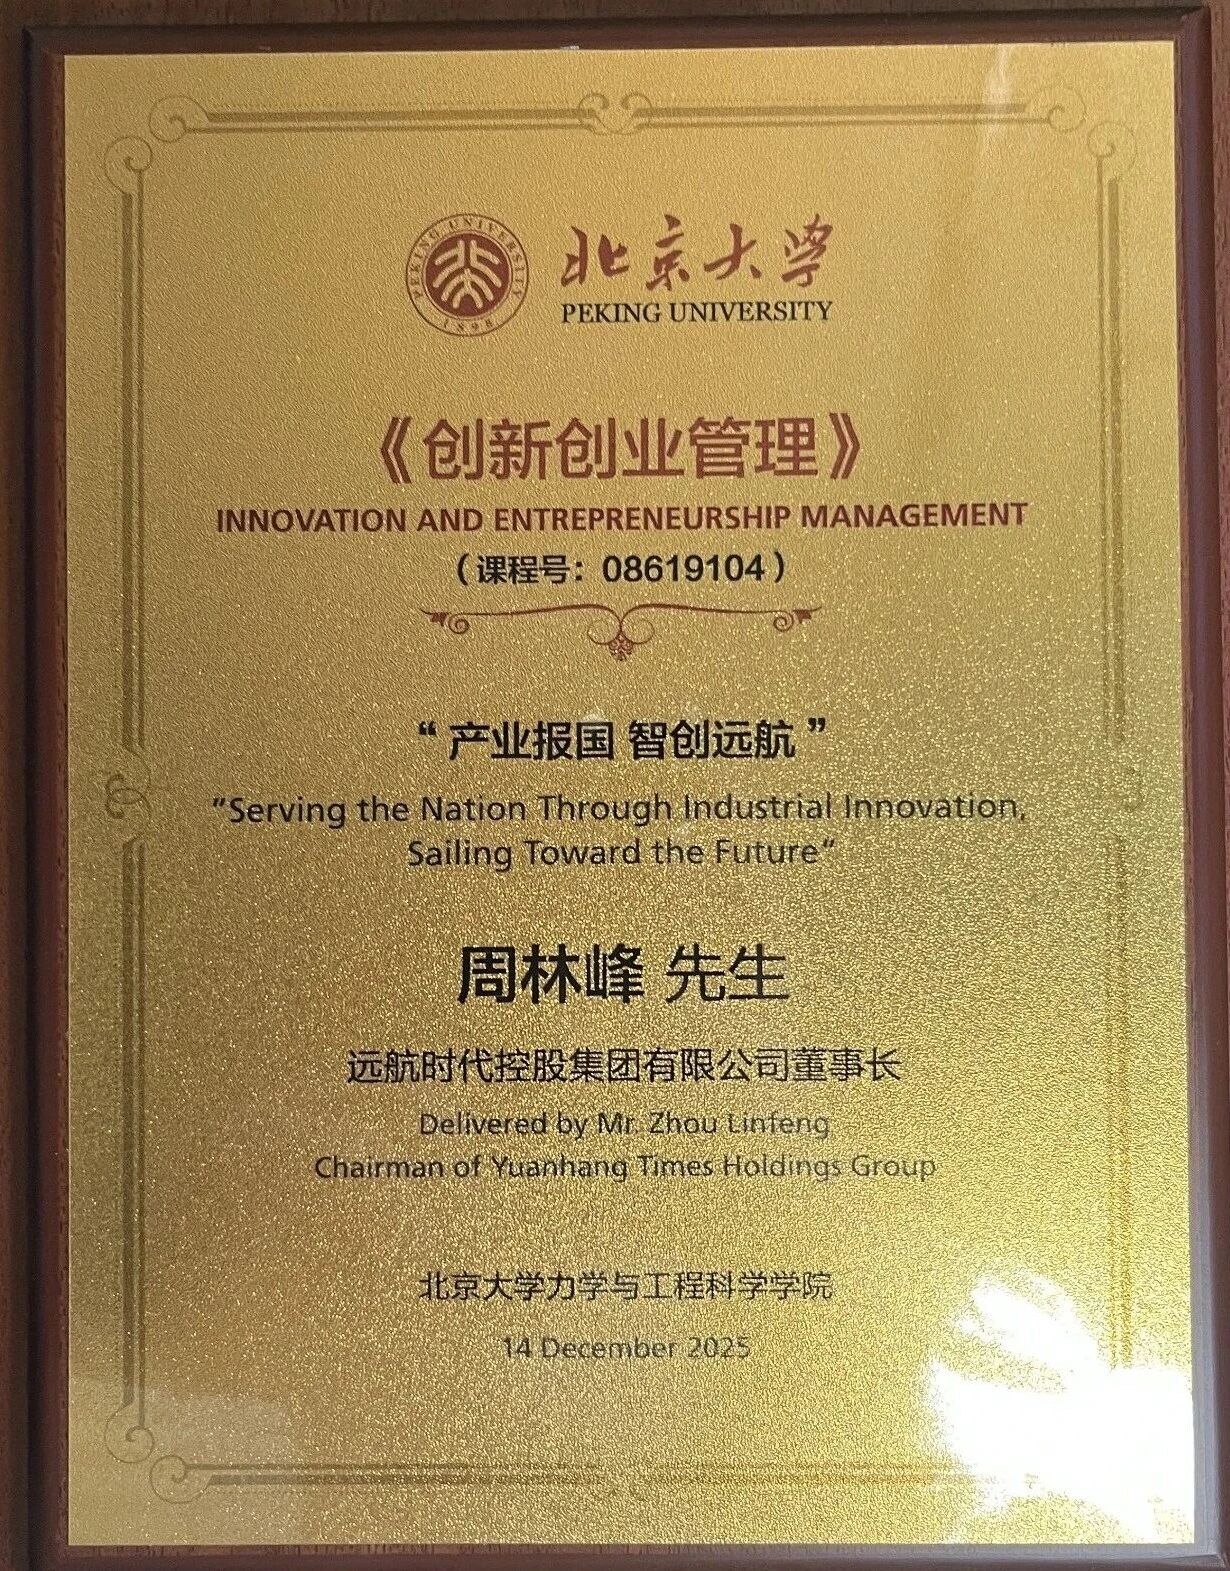 PEKING UNIVERSITY
1898
北京大学
PEKING UNIVERSITY
《创新创业管理》
INNOVATION AND ENTREPRENEURSHIP MANAGEMENT
（课程号：08619104）
“产业报国 智创远航”
"Serving the Nation Through Industrial Innovation,
Sailing Toward the Future"
周林峰 先生
远航时代控股集团有限公司董事长
Delivered by Mr. Zhou Linfeng
Chairman of Yuanhang Times Holdings Group
北京大学力学与工程科学学院
14 December 2025